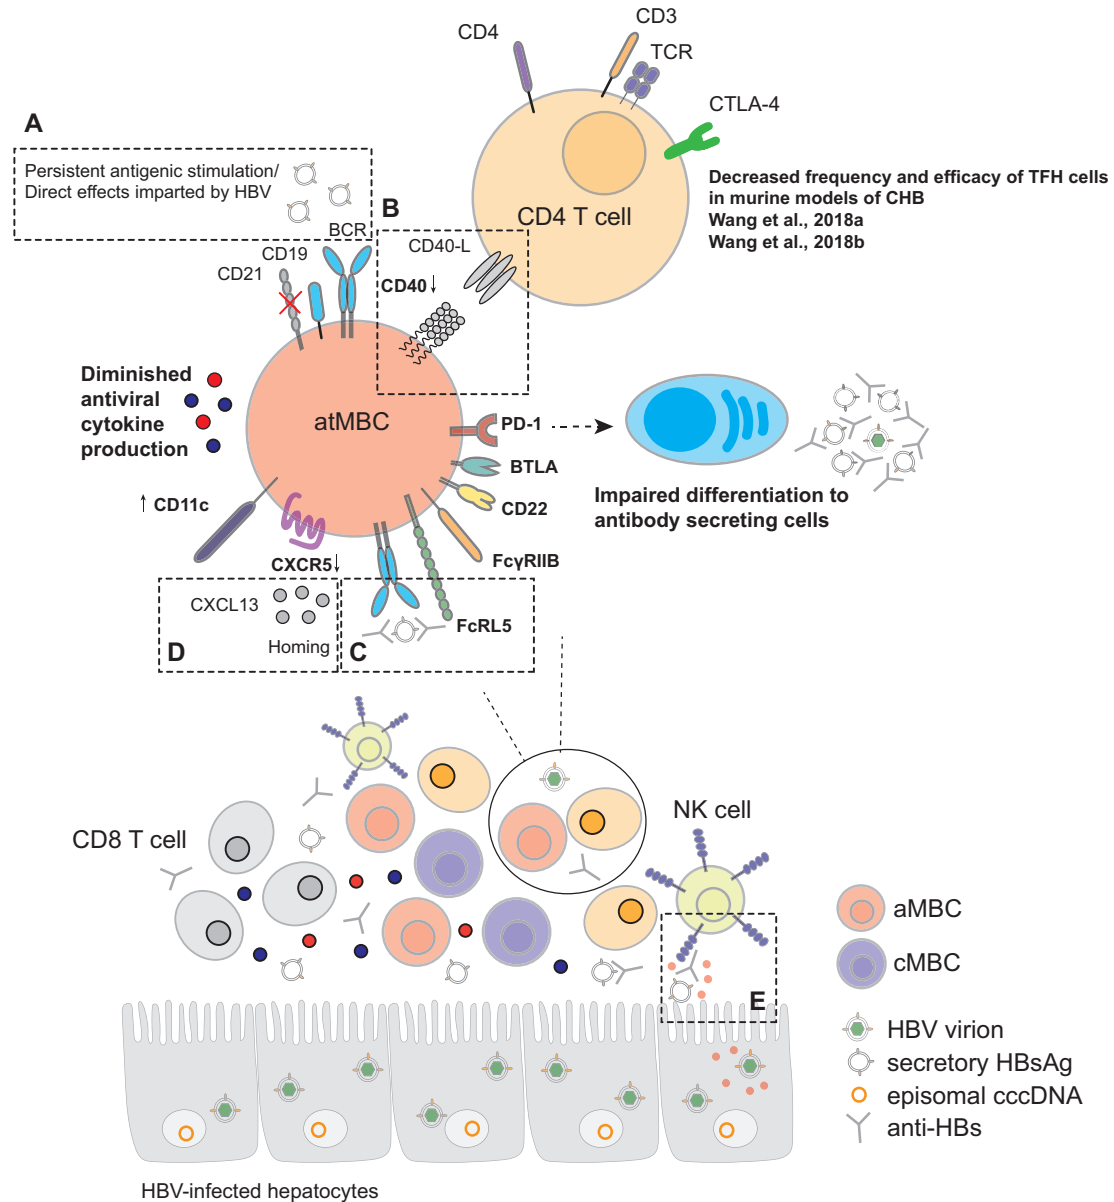 CD4
CD3
TCR
CTLA-4
A
Persistent antigenic stimulation/
Direct effects imparted by HBV
Decreased frequency and efficacy of TFH cells
in murine models of CHB
Wang et al., 2018a
Wang et al., 2018b
CD4 T cell
B
BCR
CD19
CD21
CD40-L
CD40↓
Diminished
antiviral
cytokine
production
atMBC
PD-1
BTLA
CD22
FcγRIIB
FcRL5
Impaired differentiation to
antibody secreting cells
↑ CD11c
CXCR5↓
CXCL13
Homing
D
C
CD8 T cell
NK cell
E
aMBC
cMBC
HBV virion
secretory HBsAg
episomal cccDNA
anti-HBs
HBV-infected hepatocytes